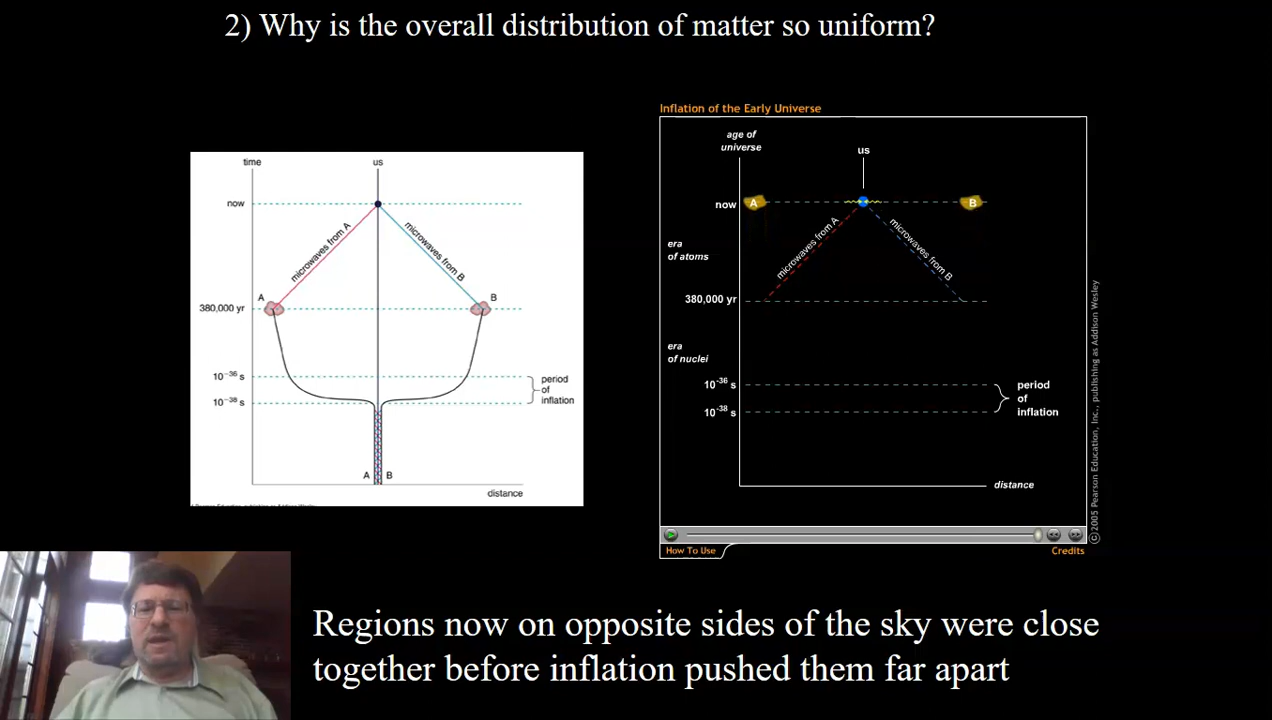 2) Why is the overall distribution of matter so uniform?
time
us
now
microwaves from A
microwaves from B
A
B
380,000 yr
10⁻³⁶ s
10⁻³⁸ s
period
of
inflation
A B
distance
Inflation of the Early Universe
age of
universe
us
now
A
B
era
of atoms
microwaves from A
microwaves from B
380,000 yr
era
of nuclei
10⁻³⁶ s
10⁻³⁸ s
period
of
inflation
distance
©2005 Pearson Education, Inc., publishing as Addison Wesley
How To Use
Credits
Regions now on opposite sides of the sky were close
together before inflation pushed them far apart